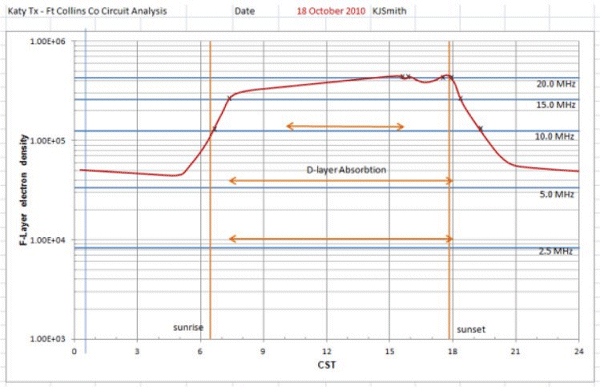 Katy Tx - Ft Collins Co Circuit Analysis Date 18 October 2010 KJSmith
1.00E+06
20.0 MHz
15.0 MHz
1.00E+05
10.0 MHz
D-layer Absorbtion
5.0 MHz
1.00E+04
2.5 MHz
F-Layer electron density
sunrise
sunset
1.00E+03
0 3 6 9 12 15 18 21 24
CST